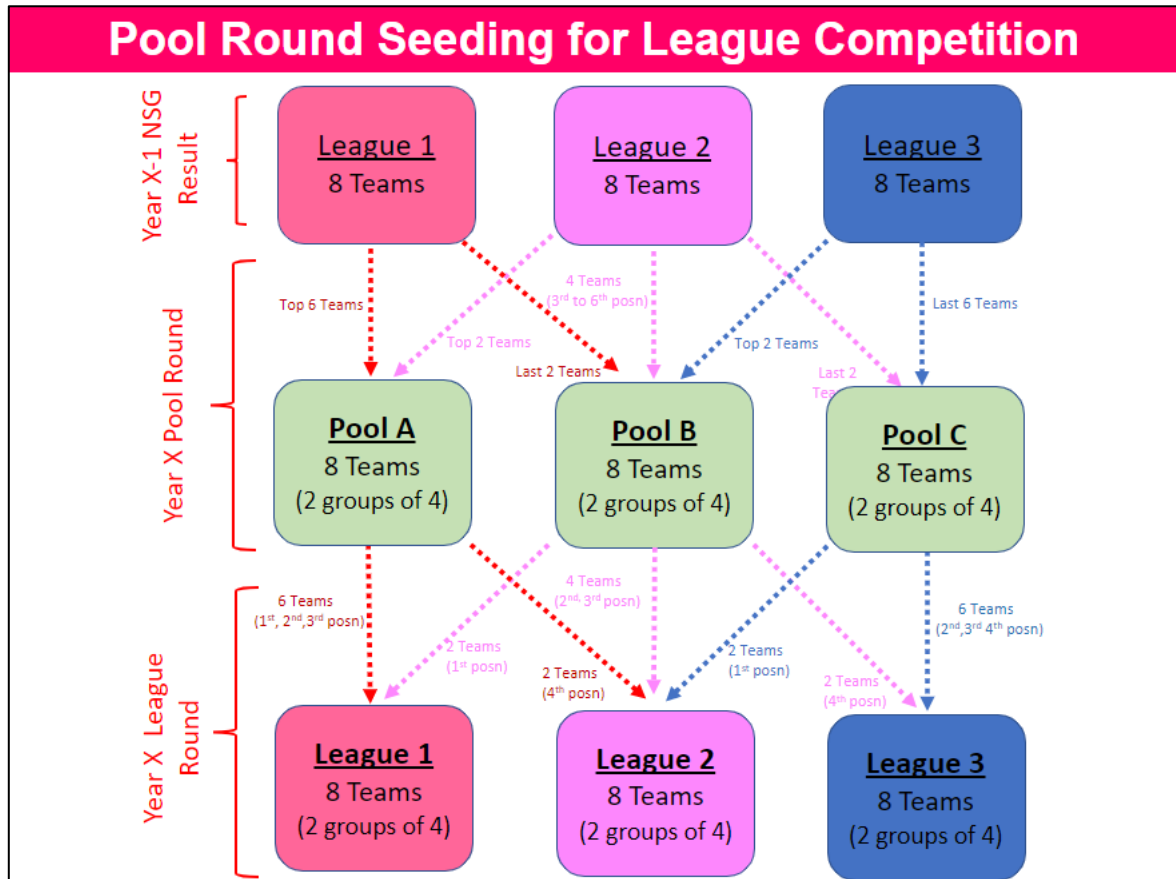 Pool Round Seeding for League Competition
Year X-1 NSG
Result
League 1
8 Teams
League 2
8 Teams
League 3
8 Teams
Year X Pool Round
Top 6 Teams
Top 2 Teams
4 Teams
(3rd to 6th posn)
Last 2 Teams
Top 2 Teams
Last 2
Last 6 Teams
Pool A
8 Teams
(2 groups of 4)
Pool B
8 Teams
(2 groups of 4)
Pool C
8 Teams
(2 groups of 4)
Year X League
Round
6 Teams
(1st, 2nd,3rd posn)
2 Teams
(1st posn)
4 Teams
(2nd, 3rd posn)
2 Teams
(4th posn)
2 Teams
(1st posn)
2 Teams
(4th posn)
6 Teams
(2nd,3rd 4th posn)
League 1
8 Teams
(2 groups of 4)
League 2
8 Teams
(2 groups of 4)
League 3
8 Teams
(2 groups of 4)